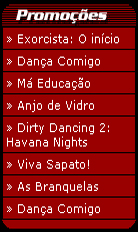 Promoções
» Exorcista: O início
» Dança Comigo
» Má Educação
» Anjo de Vidro
» Dirty Dancing 2:
Havana Nights
» Viva Sapato!
» As Branquelas
» Dança Comigo